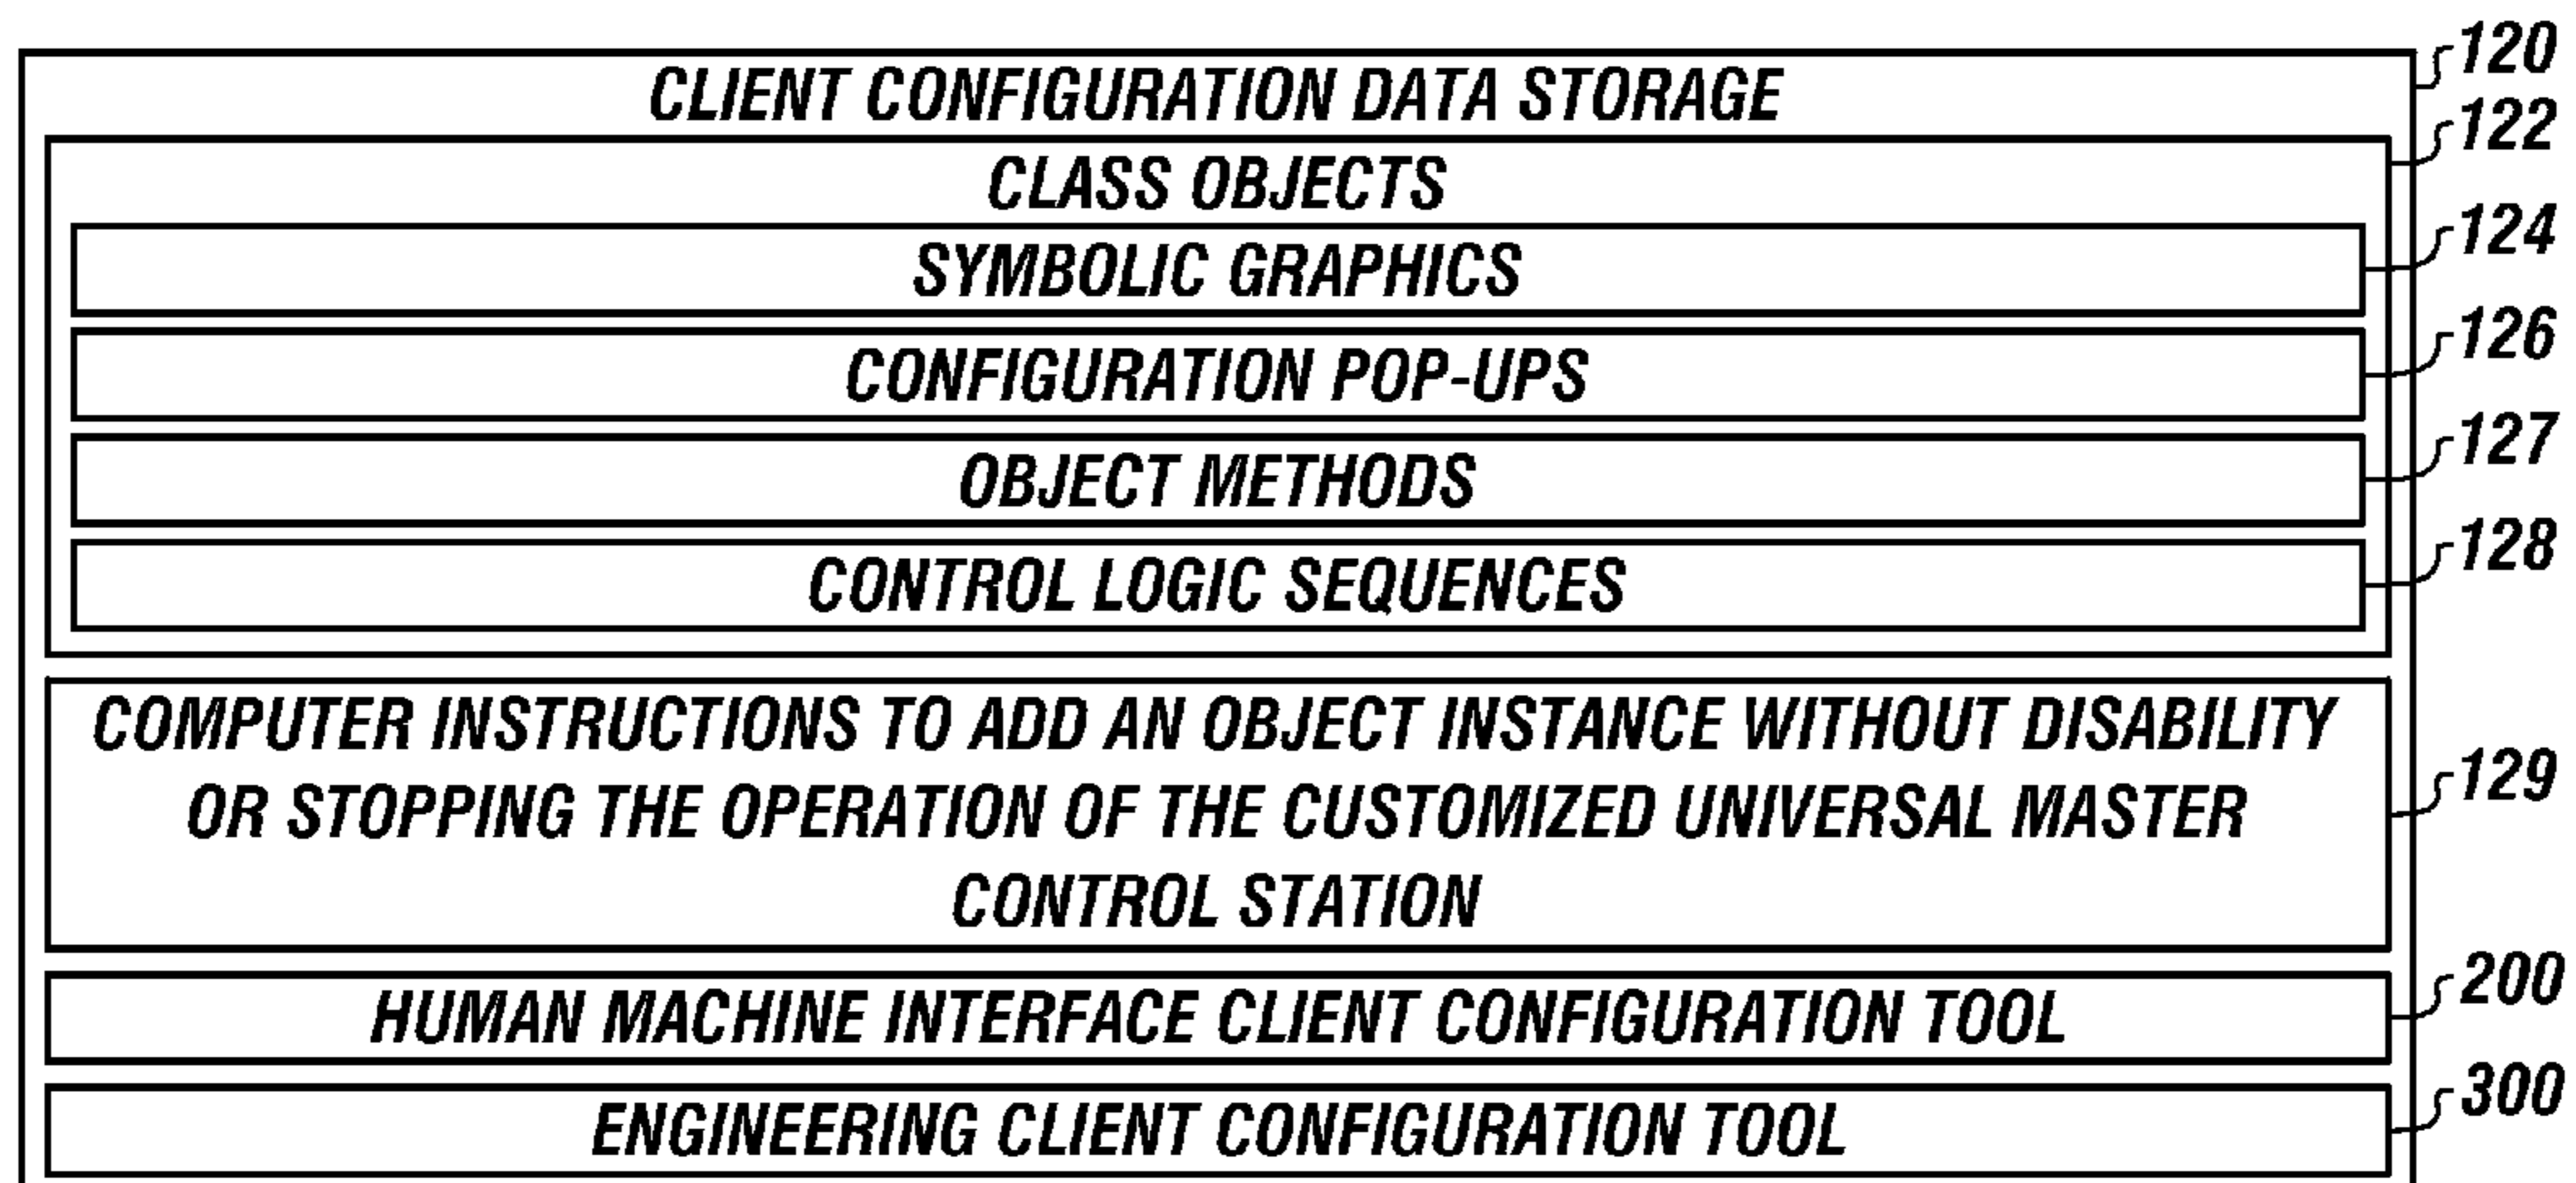 120
CLIENT CONFIGURATION DATA STORAGE
122
CLASS OBJECTS
124
SYMBOLIC GRAPHICS
126
CONFIGURATION POP-UPS
127
OBJECT METHODS
128
CONTROL LOGIC SEQUENCES
COMPUTER INSTRUCTIONS TO ADD AN OBJECT INSTANCE WITHOUT DISABILITY
129
OR STOPPING THE OPERATION OF THE CUSTOMIZED UNIVERSAL MASTER
CONTROL STATION
200
HUMAN MACHINE INTERFACE CLIENT CONFIGURATION TOOL
300
ENGINEERING CLIENT CONFIGURATION TOOL